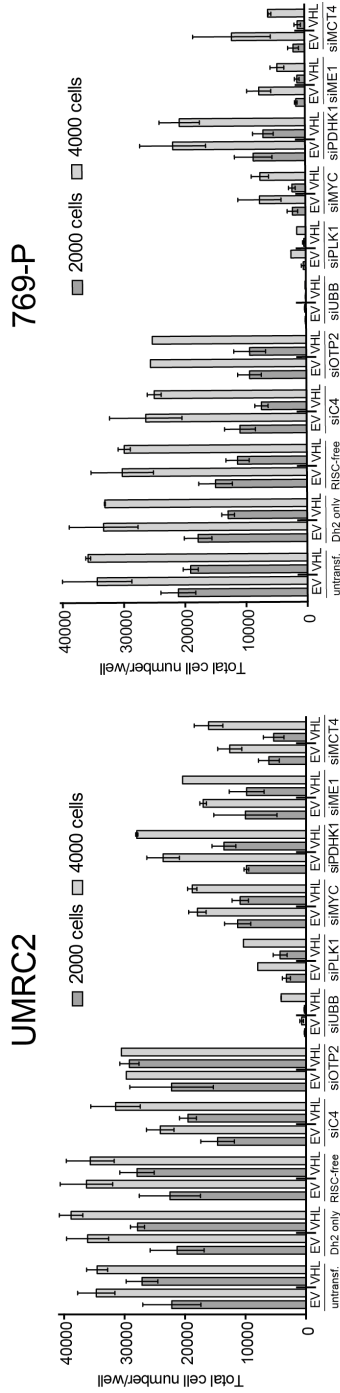 UMRC2
2000 cells 4000 cells
Total cell number/well
40000
30000
20000
10000
0
EV VHL EV VHL EV VHL EV VHL EV VHL EV VHL EV VHL EV VHL EV VHL EV VHL EV VHL
untransf. Dh2 only RISC-free siC4 siOTP2 siUBB siPLK1 siMYC siPDHK1 siME1 siMCT4
769-P
2000 cells 4000 cells
Total cell number/well
40000
30000
20000
10000
0
EV VHL EV VHL EV VHL EV VHL EV VHL EV VHL EV VHL EV VHL EV VHL EV VHL EV VHL
untransf. Dh2 only RISC-free siC4 siOTP2 siUBB siPLK1 siMYC siPDHK1 siME1 siMCT4